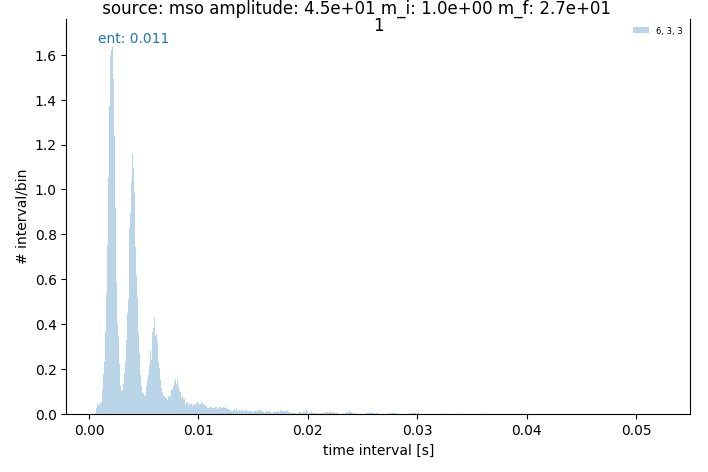 source: mso amplitude: 4.5e+01 m_i: 1.0e+00 m_f: 2.7e+01
1
ent: 0.011
6, 3, 3
1.6
1.4
1.2
1.0
0.8
0.6
0.4
0.2
0.0
# interval/bin
0.00 0.01 0.02 0.03 0.04 0.05
time interval [s]